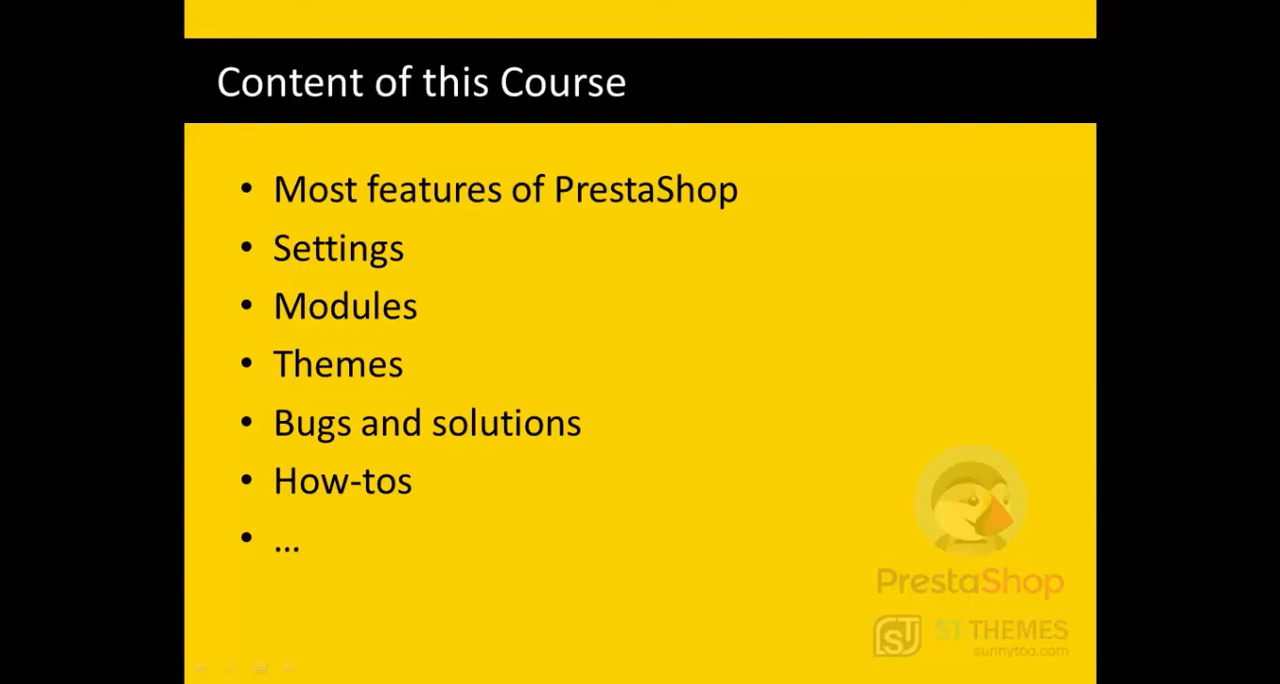 Content of this Course
• Most features of PrestaShop
• Settings
• Modules
• Themes
• Bugs and solutions
• How-tos
• ...
PrestaShop
ST THEMES
sunnytoo.com